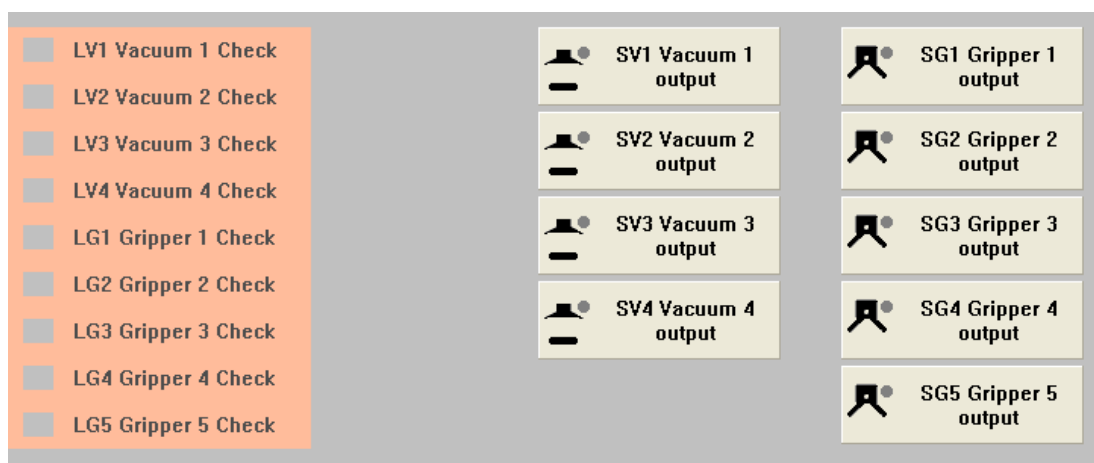 LV1 Vacuum 1 Check
LV2 Vacuum 2 Check
LV3 Vacuum 3 Check
LV4 Vacuum 4 Check
LG1 Gripper 1 Check
LG2 Gripper 2 Check
LG3 Gripper 3 Check
LG4 Gripper 4 Check
LG5 Gripper 5 Check
SV1 Vacuum 1
output
SV2 Vacuum 2
output
SV3 Vacuum 3
output
SV4 Vacuum 4
output
SG1 Gripper 1
output
SG2 Gripper 2
output
SG3 Gripper 3
output
SG4 Gripper 4
output
SG5 Gripper 5
output